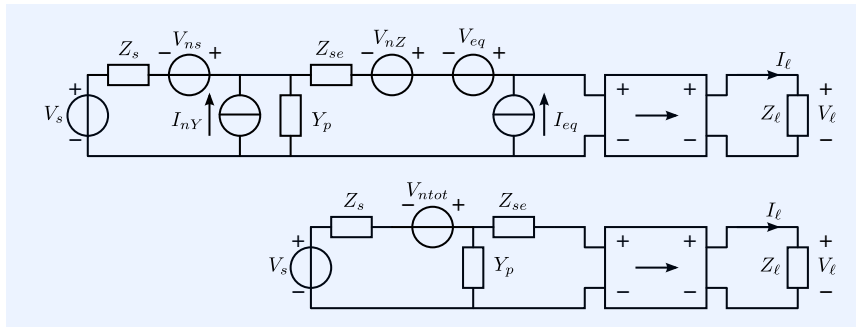 Z_s V_ns Z_se V_nZ V_eq I_ℓ
− + − + − +
V_s + − I_nY Y_p I_eq + + − − Z_ℓ + V_ℓ −
Z_s V_ntot Z_se I_ℓ
− +
V_s + − Y_p + + − − Z_ℓ + V_ℓ −